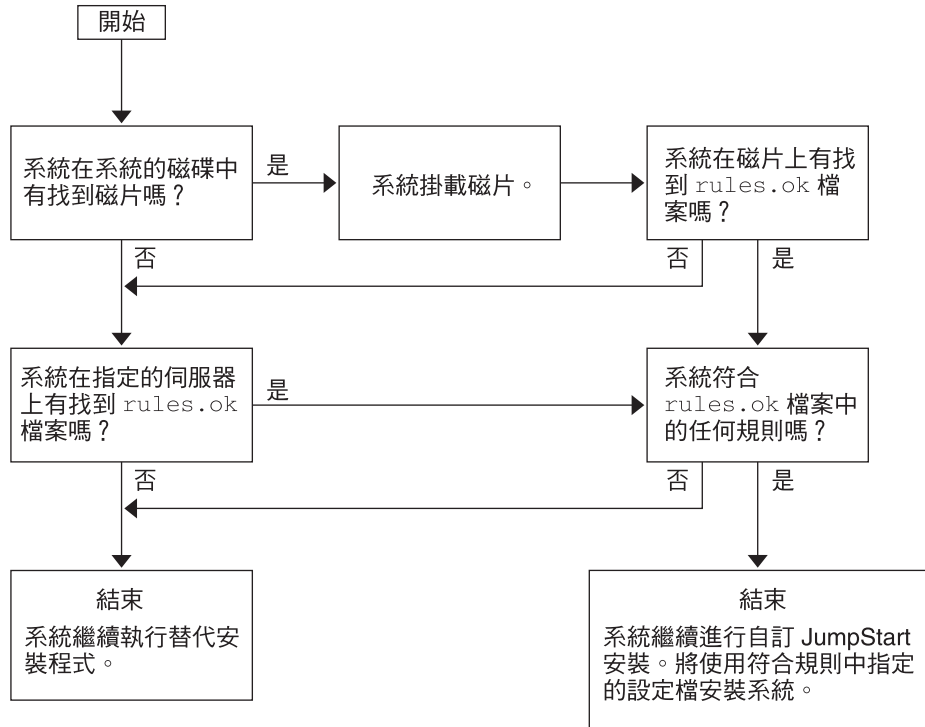 開始
系統在系統的磁碟中
有找到磁片嗎？
是
系統掛載磁片。
系統在磁片上有找
到 rules.ok 檔
案嗎？
否
否
是
系統在指定的伺服器
上有找到 rules.ok
檔案嗎？
是
系統符合
rules.ok 檔案中
的任何規則嗎？
否
否
是
結束
系統繼續執行替代安
裝程式。
結束
系統繼續進行自訂 JumpStart
安裝。將使用符合規則中指定
的設定檔安裝系統。